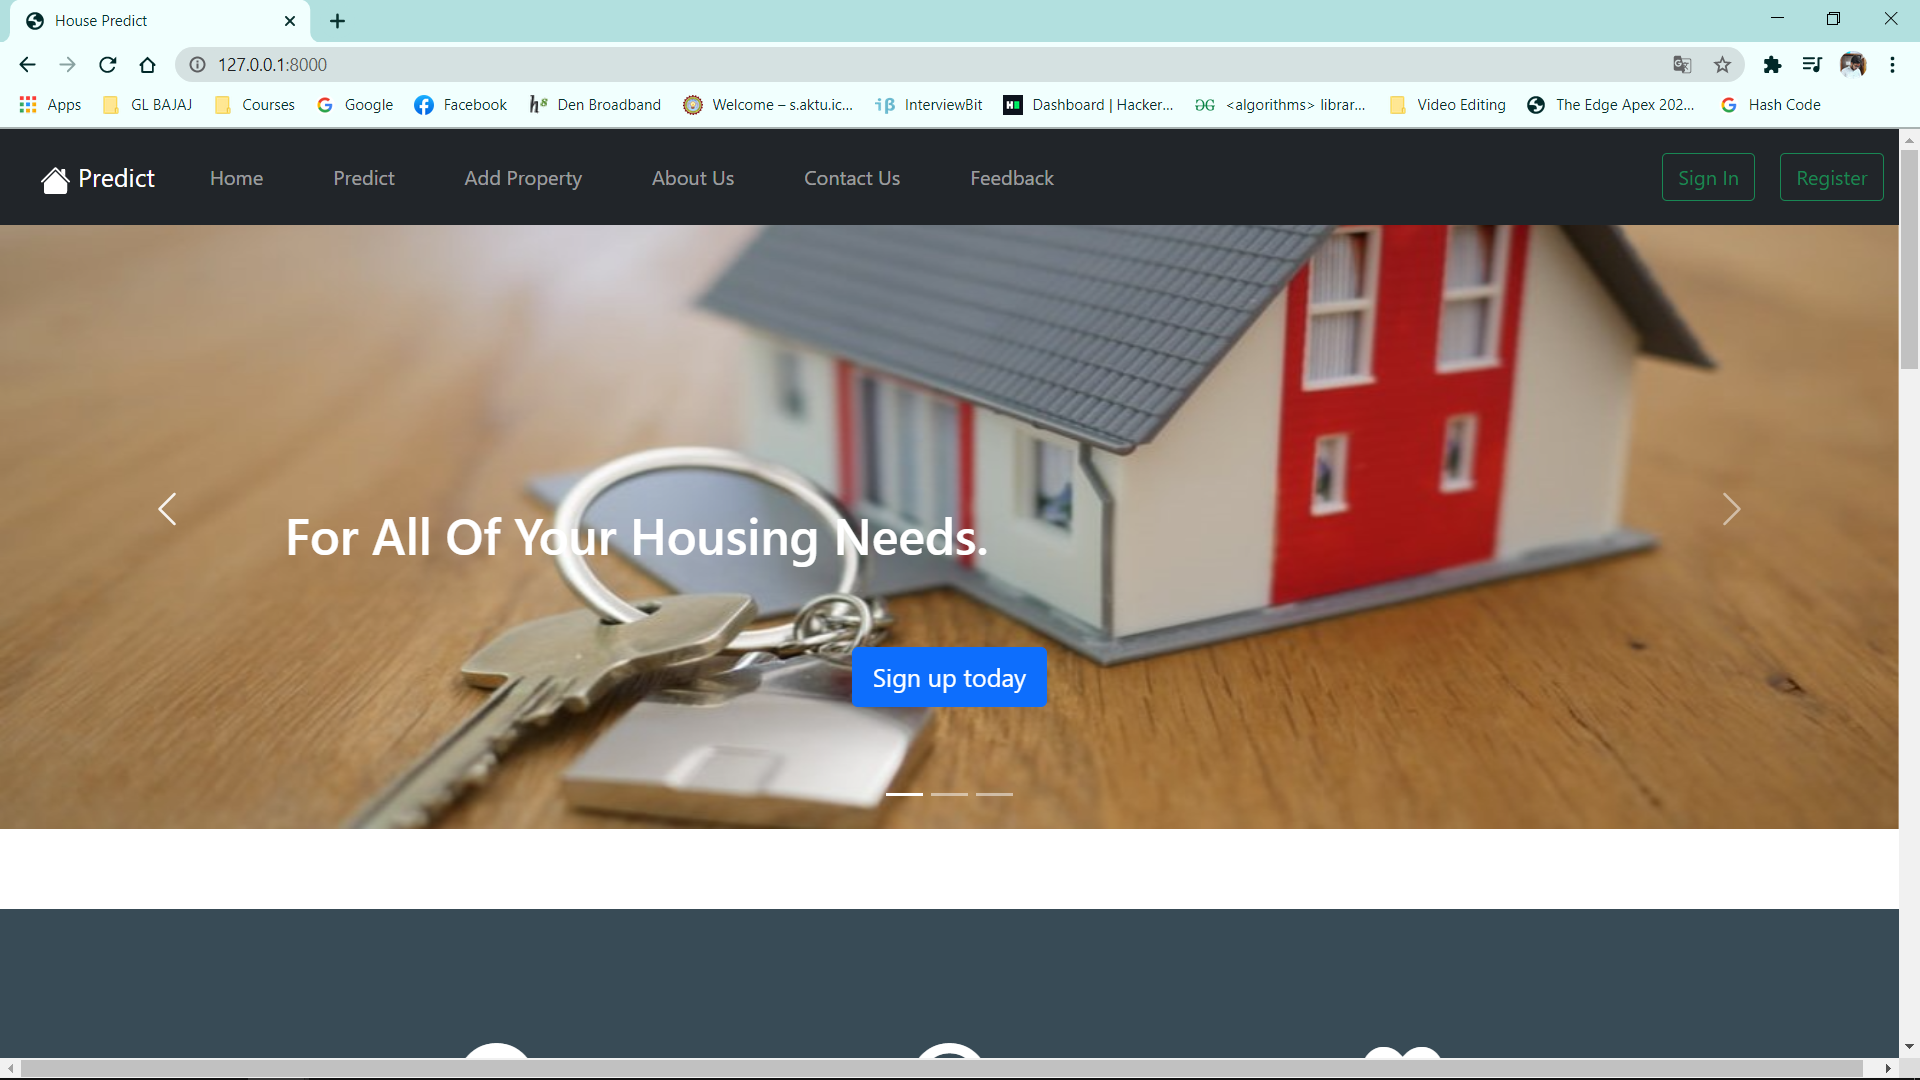 House Predict
127.0.0.1:8000
Apps GL BAJAJ Courses Google Facebook Den Broadband Welcome – s.aktu.ic... InterviewBit Dashboard | Hacker... <algorithms> librar... Video Editing The Edge Apex 202... Hash Code
Predict Home Predict Add Property About Us Contact Us Feedback Sign In Register
For All Of Your Housing Needs.
Sign up today